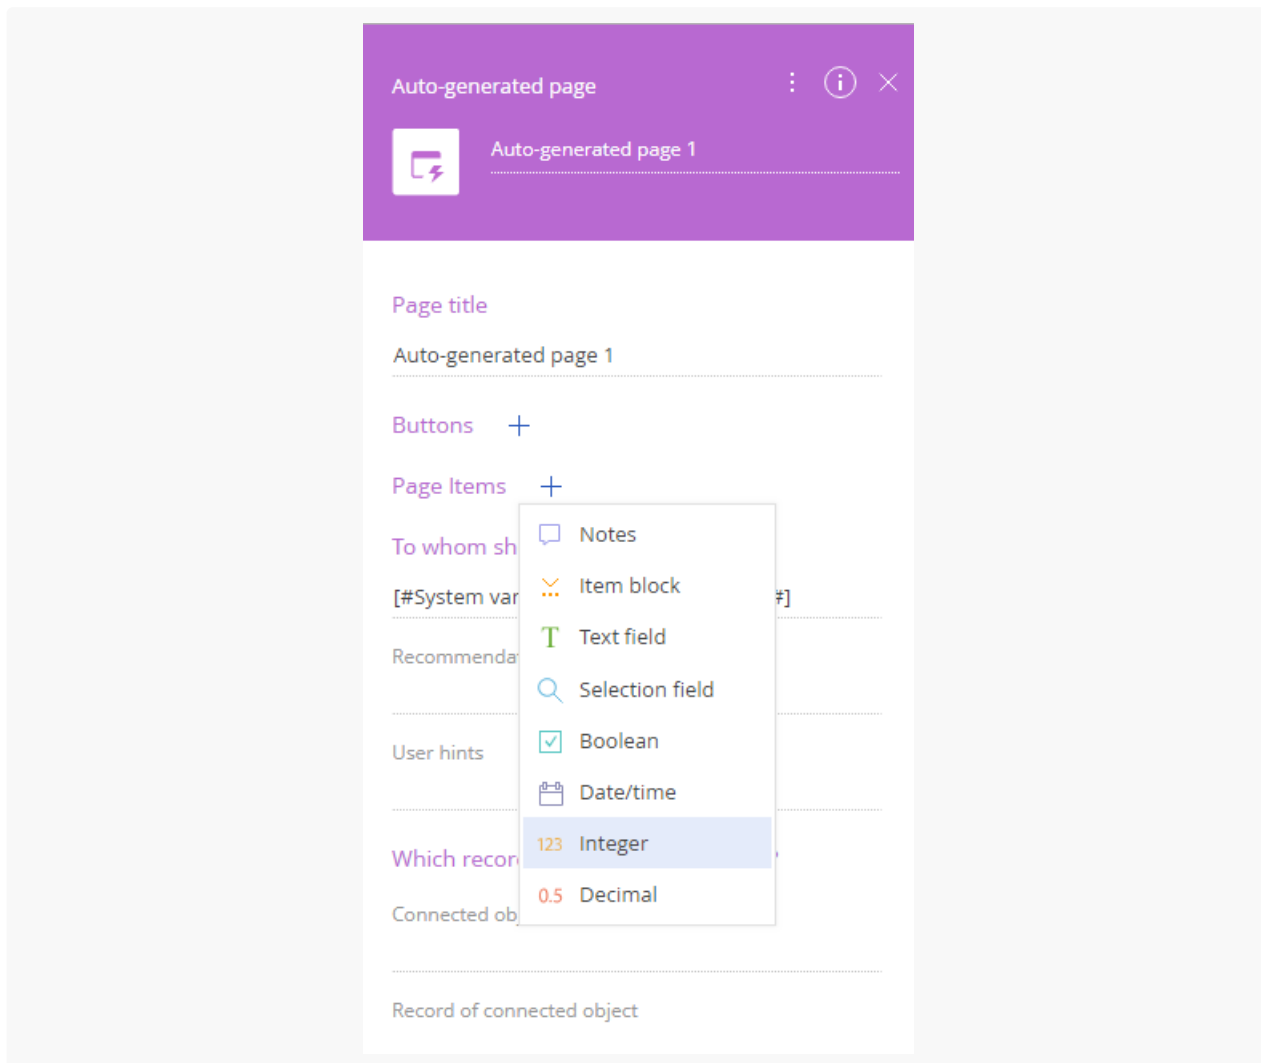 Auto-generated page
Auto-generated page 1
Page title
Auto-generated page 1
Buttons
Page Items
Notes
To whom sh
Item block
[#System var #]
Text field
Recommenda
Selection field
Boolean
User hints
Date/time
Integer
Which recor ?
Decimal
Connected ob
Record of connected object
123
0.5